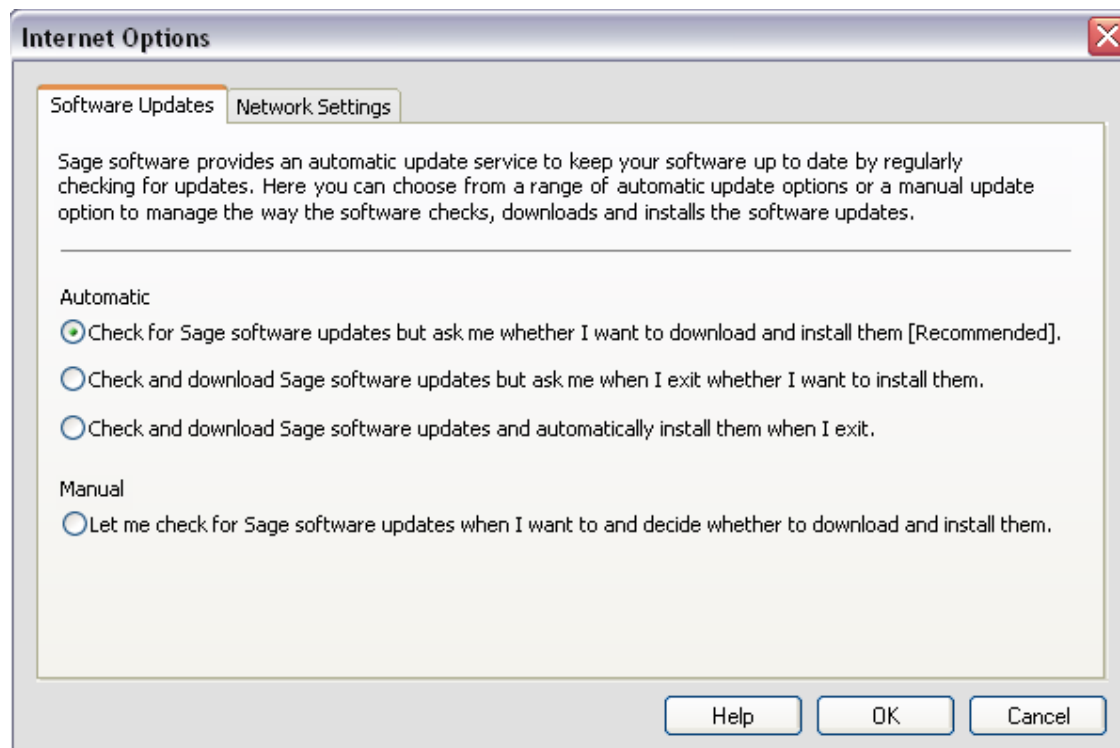 Internet Options
Software Updates
Network Settings
Sage software provides an automatic update service to keep your software up to date by regularly
checking for updates. Here you can choose from a range of automatic update options or a manual update
option to manage the way the software checks, downloads and installs the software updates.
Automatic
Check for Sage software updates but ask me whether I want to download and install them [Recommended].
Check and download Sage software updates but ask me when I exit whether I want to install them.
Check and download Sage software updates and automatically install them when I exit.
Manual
Let me check for Sage software updates when I want to and decide whether to download and install them.
Help
OK
Cancel